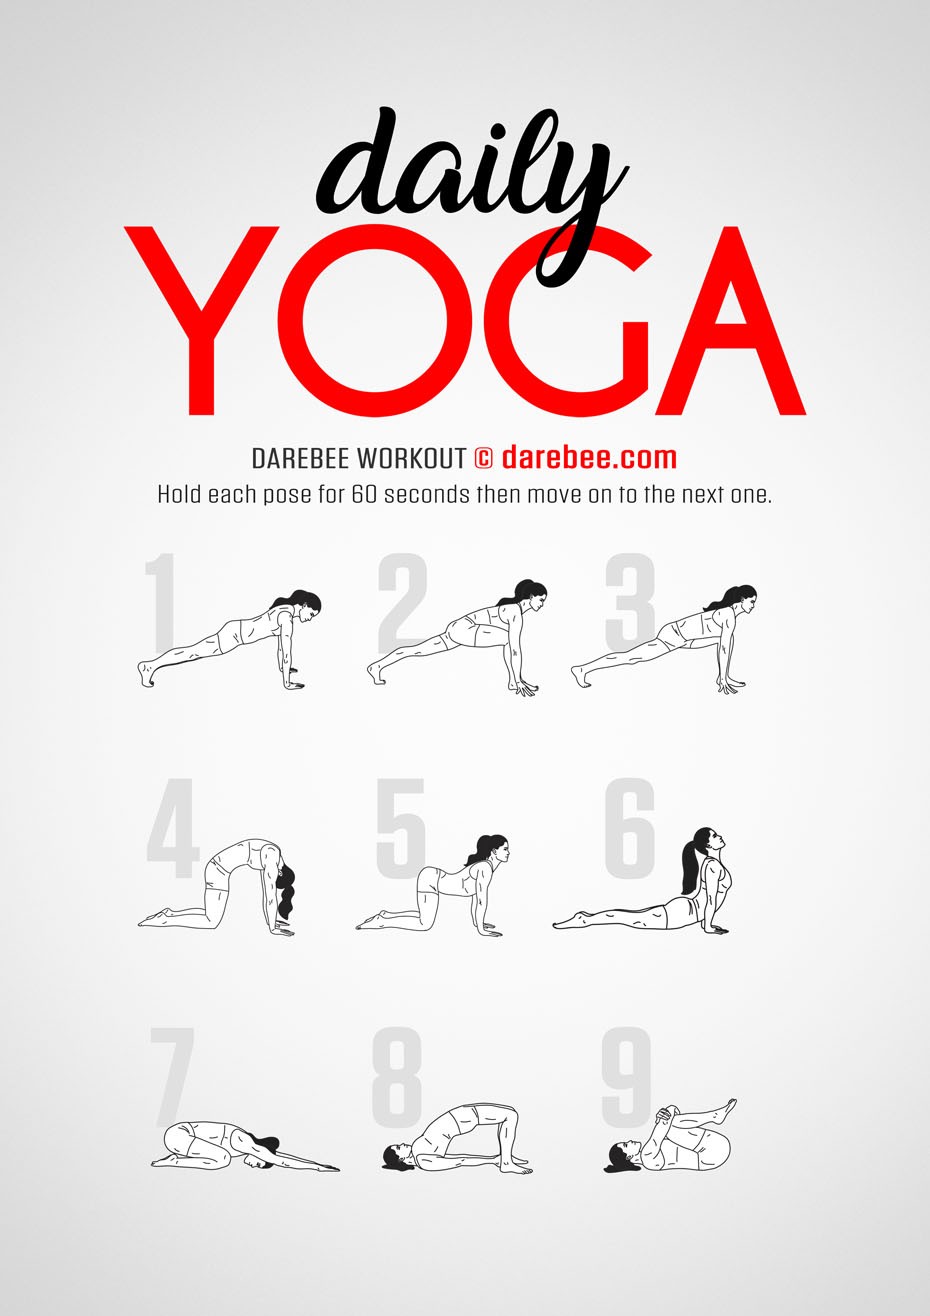 daily
YOGA
DAREBEE WORKOUT © darebee.com
Hold each pose for 60 seconds then move on to the next one.
1 2 3
4 5 6
7 8 9